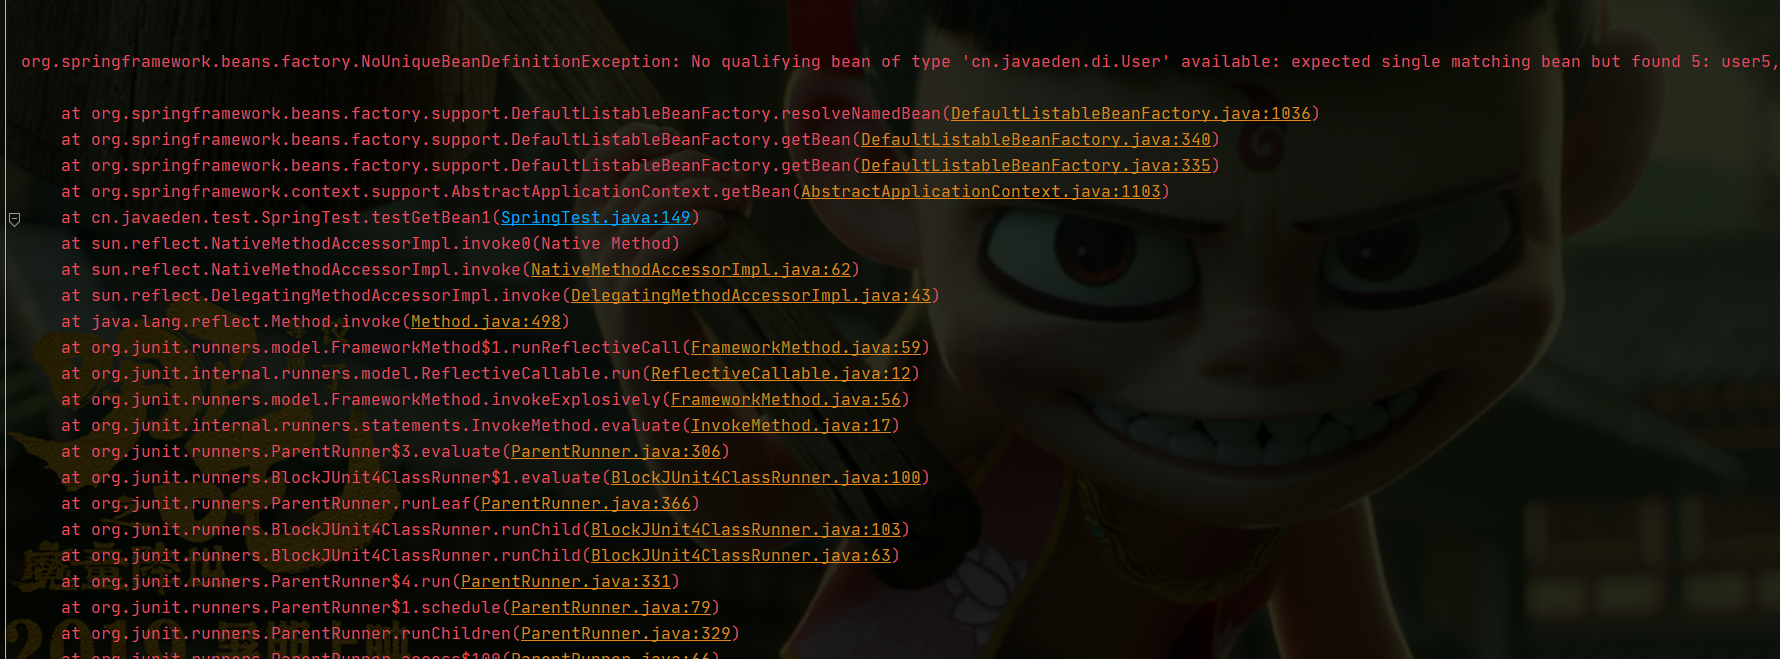 org.springframework.beans.factory.NoUniqueBeanDefinitionException: No qualifying bean of type 'cn.javaeden.di.User' available: expected single matching bean but found 5: user5,
at org.springframework.beans.factory.support.DefaultListableBeanFactory.resolveNamedBean(DefaultListableBeanFactory.java:1036)
at org.springframework.beans.factory.support.DefaultListableBeanFactory.getBean(DefaultListableBeanFactory.java:340)
at org.springframework.beans.factory.support.DefaultListableBeanFactory.getBean(DefaultListableBeanFactory.java:335)
at org.springframework.context.support.AbstractApplicationContext.getBean(AbstractApplicationContext.java:1103)
at cn.javaeden.test.SpringTest.testGetBean1(SpringTest.java:149)
at sun.reflect.NativeMethodAccessorImpl.invoke0(Native Method)
at sun.reflect.NativeMethodAccessorImpl.invoke(NativeMethodAccessorImpl.java:62)
at sun.reflect.DelegatingMethodAccessorImpl.invoke(DelegatingMethodAccessorImpl.java:43)
at java.lang.reflect.Method.invoke(Method.java:498)
at org.junit.runners.model.FrameworkMethod$1.runReflectiveCall(FrameworkMethod.java:59)
at org.junit.internal.runners.model.ReflectiveCallable.run(ReflectiveCallable.java:12)
at org.junit.runners.model.FrameworkMethod.invokeExplosively(FrameworkMethod.java:56)
at org.junit.internal.runners.statements.InvokeMethod.evaluate(InvokeMethod.java:17)
at org.junit.runners.ParentRunner$3.evaluate(ParentRunner.java:306)
at org.junit.runners.BlockJUnit4ClassRunner$1.evaluate(BlockJUnit4ClassRunner.java:100)
at org.junit.runners.ParentRunner.runLeaf(ParentRunner.java:366)
at org.junit.runners.BlockJUnit4ClassRunner.runChild(BlockJUnit4ClassRunner.java:103)
at org.junit.runners.BlockJUnit4ClassRunner.runChild(BlockJUnit4ClassRunner.java:63)
at org.junit.runners.ParentRunner$4.run(ParentRunner.java:331)
at org.junit.runners.ParentRunner$1.schedule(ParentRunner.java:79)
at org.junit.runners.ParentRunner.runChildren(ParentRunner.java:329)
at org.junit.runners.ParentRunner.access$100(ParentRunner.java:66)